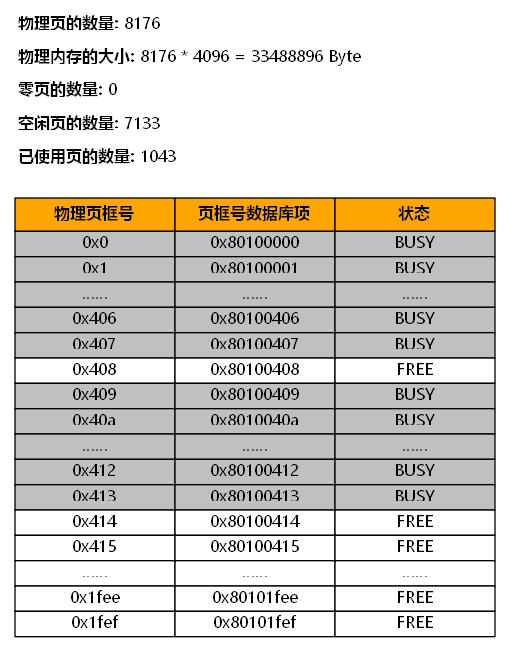 物理页的数量: 8176
物理内存的大小: 8176 * 4096 = 33488896 Byte
零页的数量: 0
空闲页的数量: 7133
已使用页的数量: 1043
物理页框号 页框号数据库项 状态
0x0 0x80100000 BUSY
0x1 0x80100001 BUSY
...... ...... ......
0x406 0x80100406 BUSY
0x407 0x80100407 BUSY
0x408 0x80100408 FREE
0x409 0x80100409 BUSY
0x40a 0x8010040a BUSY
...... ...... ......
0x412 0x80100412 BUSY
0x413 0x80100413 BUSY
0x414 0x80100414 FREE
0x415 0x80100415 FREE
...... ...... ......
0x1fee 0x80101fee FREE
0x1fef 0x80101fef FREE